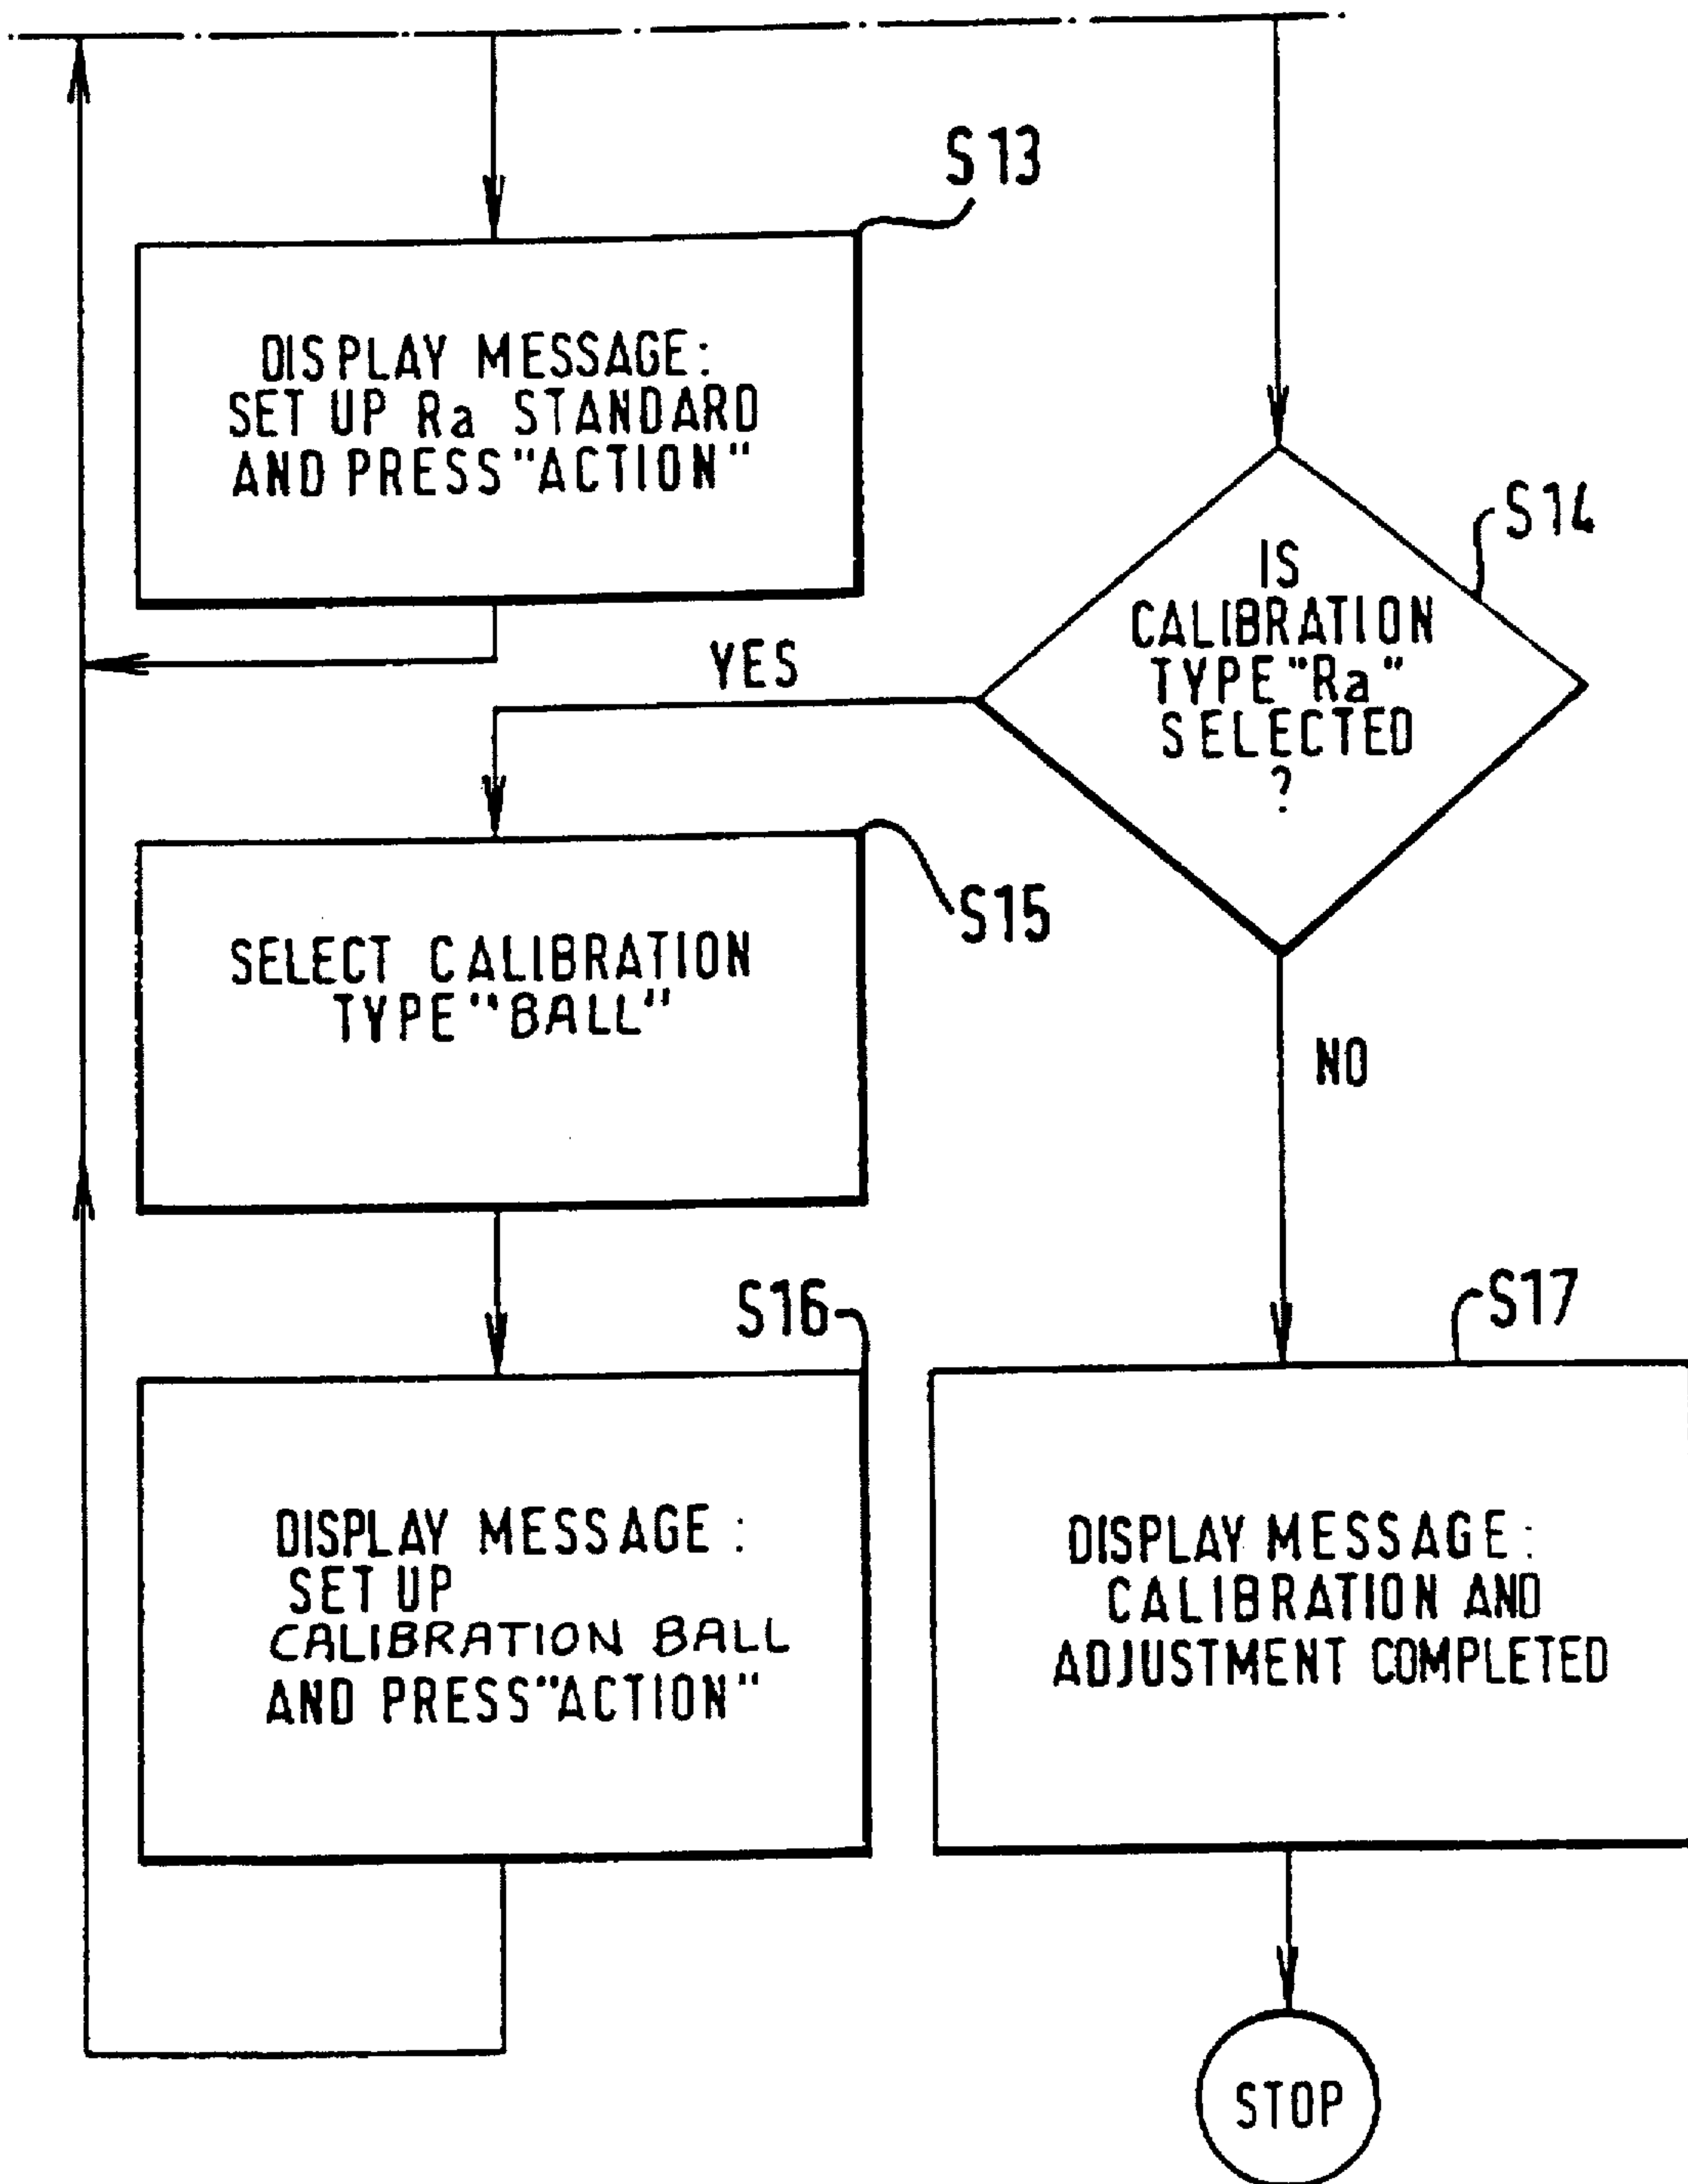 S13
DISPLAY MESSAGE:
SET UP Ra STANDARD
AND PRESS "ACTION"
S14
IS
CALIBRATION
TYPE "Ra"
SELECTED
?
YES
S15
SELECT CALIBRATION
TYPE "BALL"
NO
S16
DISPLAY MESSAGE :
SET UP
CALIBRATION BALL
AND PRESS "ACTION"
S17
DISPLAY MESSAGE :
CALIBRATION AND
ADJUSTMENT COMPLETED
STOP